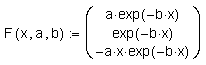 F(x,a,b) := ( a·exp(−b·x)
exp(−b·x)
−a·x·exp(−b·x) )